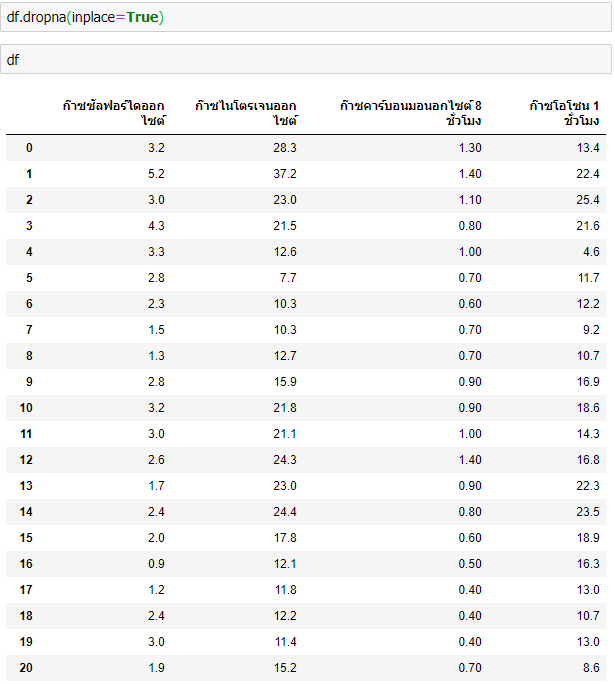 df.dropna(inplace=True)
df
ก๊าซซัลฟอร์ไดออก ก๊าซไนโตรเจนออก ก๊าซคาร์บอนมอนอกไซด์ 8 ก๊าซโอโซน 1
ไซด์ ไซด์ ชั่วโมง ชั่วโมง
0 3.2 28.3 1.30 13.4
1 5.2 37.2 1.40 22.4
2 3.0 23.0 1.10 25.4
3 4.3 21.5 0.80 21.6
4 3.3 12.6 1.00 4.6
5 2.8 7.7 0.70 11.7
6 2.3 10.3 0.60 12.2
7 1.5 10.3 0.70 9.2
8 1.3 12.7 0.70 10.7
9 2.8 15.9 0.90 16.9
10 3.2 21.8 0.90 18.6
11 3.0 21.1 1.00 14.3
12 2.6 24.3 1.40 16.8
13 1.7 23.0 0.90 22.3
14 2.4 24.4 0.80 23.5
15 2.0 17.8 0.60 18.9
16 0.9 12.1 0.50 16.3
17 1.2 11.8 0.40 13.0
18 2.4 12.2 0.40 10.7
19 3.0 11.4 0.40 13.0
20 1.9 15.2 0.70 8.6